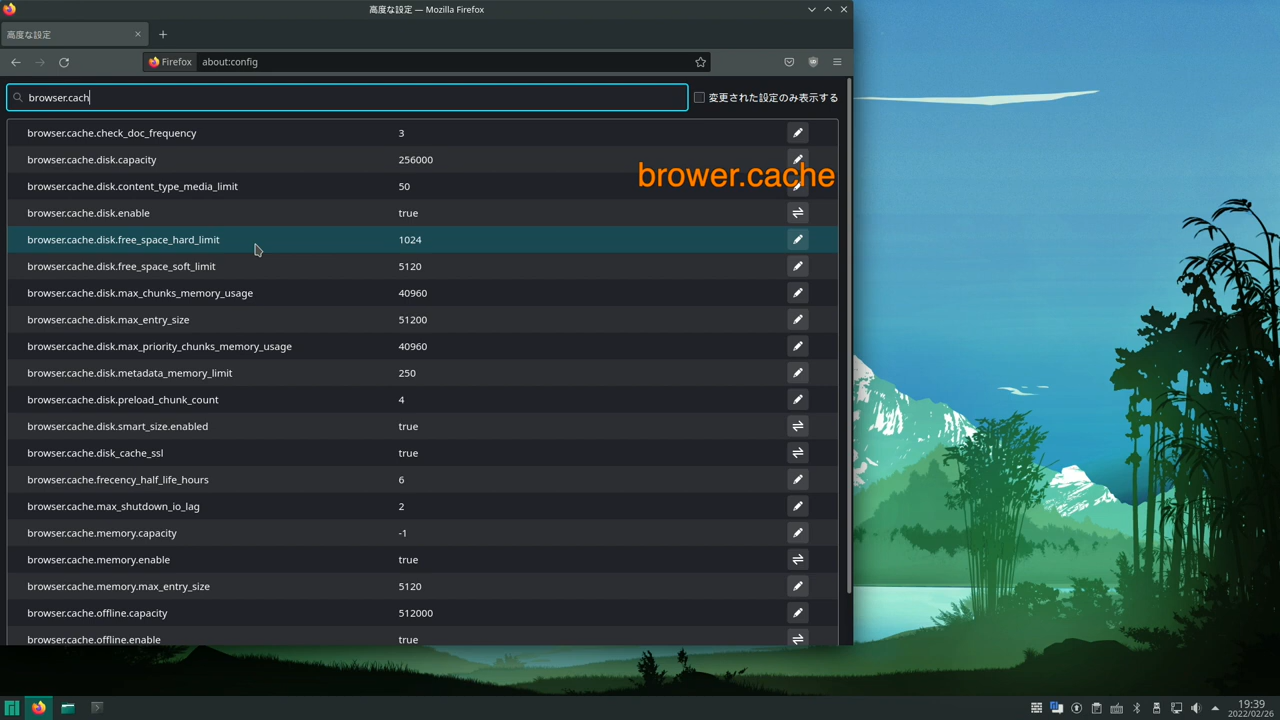 高度な設定 — Mozilla Firefox
高度な設定
Firefox
about:config
browser.cach
変更された設定のみ表示する
browser.cache.check_doc_frequency 3
browser.cache.disk.capacity 256000
brower.cache
browser.cache.disk.content_type_media_limit 50
browser.cache.disk.enable true
browser.cache.disk.free_space_hard_limit 1024
browser.cache.disk.free_space_soft_limit 5120
browser.cache.disk.max_chunks_memory_usage 40960
browser.cache.disk.max_entry_size 51200
browser.cache.disk.max_priority_chunks_memory_usage 40960
browser.cache.disk.metadata_memory_limit 250
browser.cache.disk.preload_chunk_count 4
browser.cache.disk.smart_size.enabled true
browser.cache.disk_cache_ssl true
browser.cache.frecency_half_life_hours 6
browser.cache.max_shutdown_io_lag 2
browser.cache.memory.capacity -1
browser.cache.memory.enable true
browser.cache.memory.max_entry_size 5120
browser.cache.offline.capacity 512000
browser.cache.offline.enable true
19:39
2022/02/26